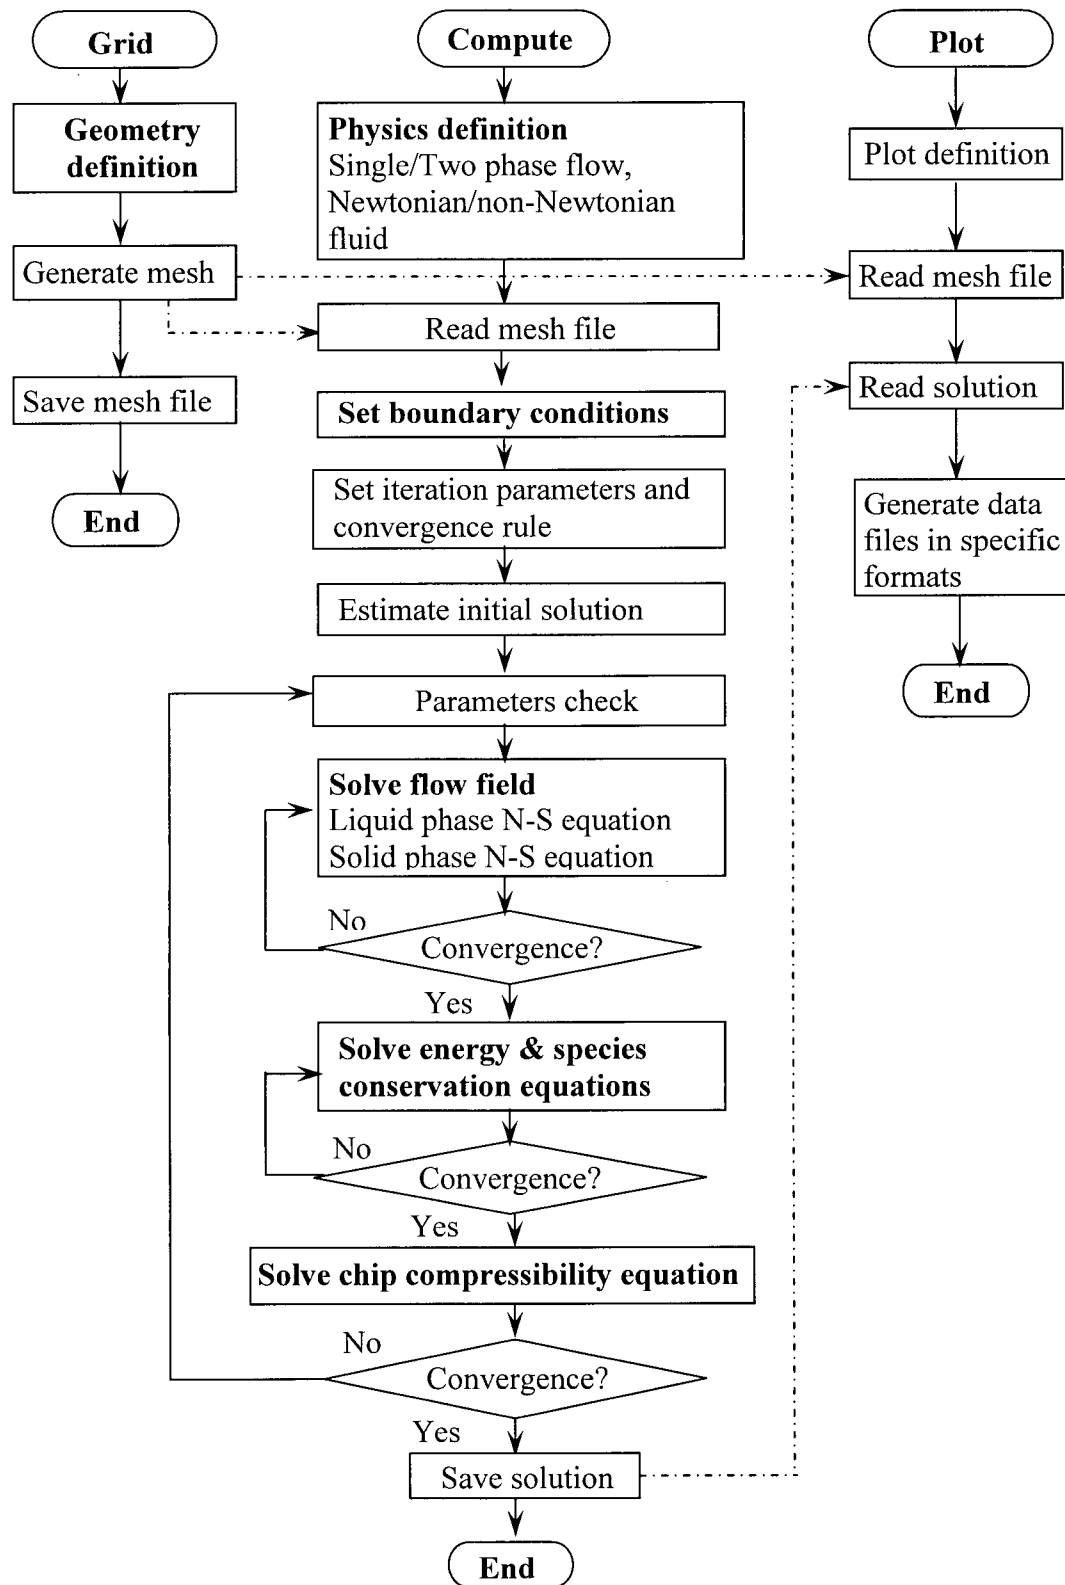 Grid
Geometry
definition
Generate mesh
Save mesh file
End
Compute
Physics definition
Single/Two phase flow,
Newtonian/non-Newtonian
fluid
Read mesh file
Set boundary conditions
Set iteration parameters and
convergence rule
Estimate initial solution
Parameters check
Solve flow field
Liquid phase N-S equation
Solid phase N-S equation
No
Convergence?
Yes
Solve energy & species
conservation equations
No
Convergence?
Yes
Solve chip compressibility equation
No
Convergence?
Yes
Save solution
End
Plot
Plot definition
Read mesh file
Read solution
Generate data
files in specific
formats
End